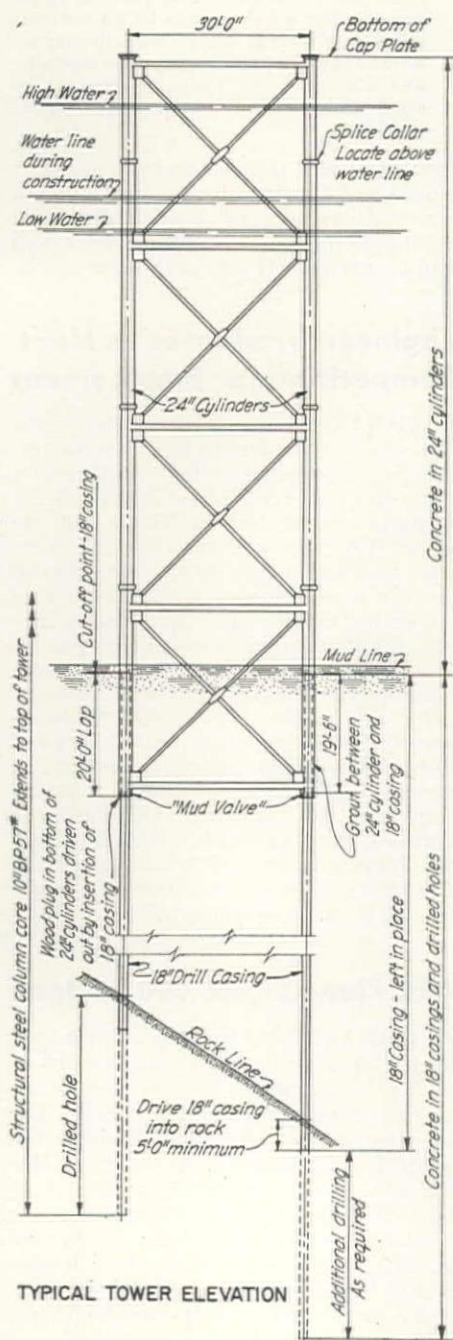 30'-0"
Bottom of
Cap Plate
High Water
Water line
during
construction
Splice Collar
Locate above
water line
Low Water
24" Cylinders
Concrete in 24" Cylinders
Cut-off point-18" casing
Mud Line
20'-0" Lap
19'-6"
Grout between
24" cylinder and
18" casing
"Mud Valve"
Structural steel column core 10"BP57# Extends to top of tower
Wood plug in bottom of
24" cylinders driven
out by insertion of
18" casing
18" Drill Casing
18" Casing - left in place
Concrete in 18" casings and drilled holes
Rock Line
Drilled hole
Drive 18" casing
into rock
5'-0" minimum
Additional drilling
As required
TYPICAL TOWER ELEVATION